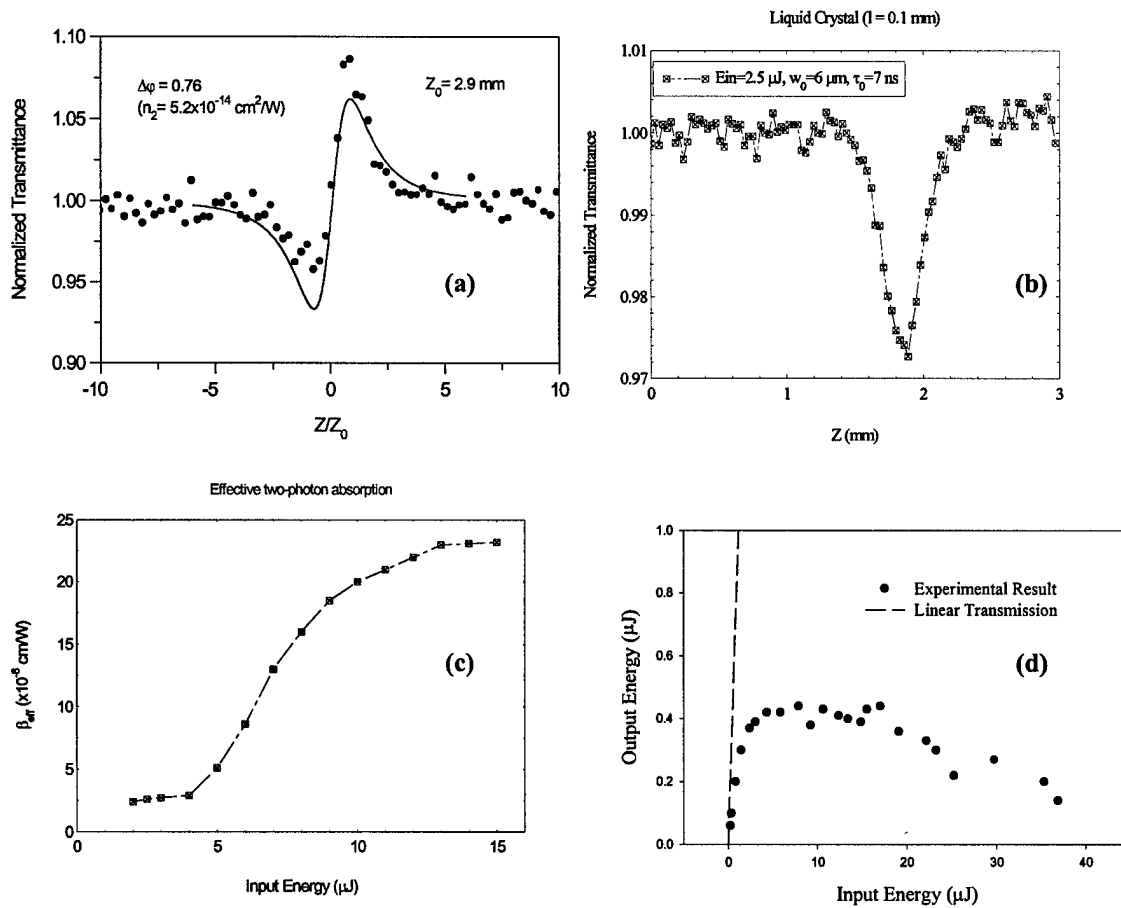 1.10
1.05
1.00
0.95
0.90
Normalized Transmittance
Δφ = 0.76
(n₂= 5.2x10⁻¹⁴ cm²/W)
Z₀= 2.9 mm
(a)
-10 -5 0 5 10
Z/Z₀
Liquid Crystal (l = 0.1 mm)
1.01
1.00
0.99
0.98
0.97
Normalized Transmittance
Ein=2.5 μJ, w₀=6 μm, τ₀=7 ns
(b)
0 1 2 3
Z (mm)
Effective two-photon absorption
25
20
15
10
5
0
β_eff (x10⁻⁸ cm/W)
(c)
0 5 10 15
Input Energy (μJ)
1.0
0.8
0.6
0.4
0.2
0.0
Output Energy (μJ)
Experimental Result
Linear Transmission
(d)
0 10 20 30 40
Input Energy (μJ)